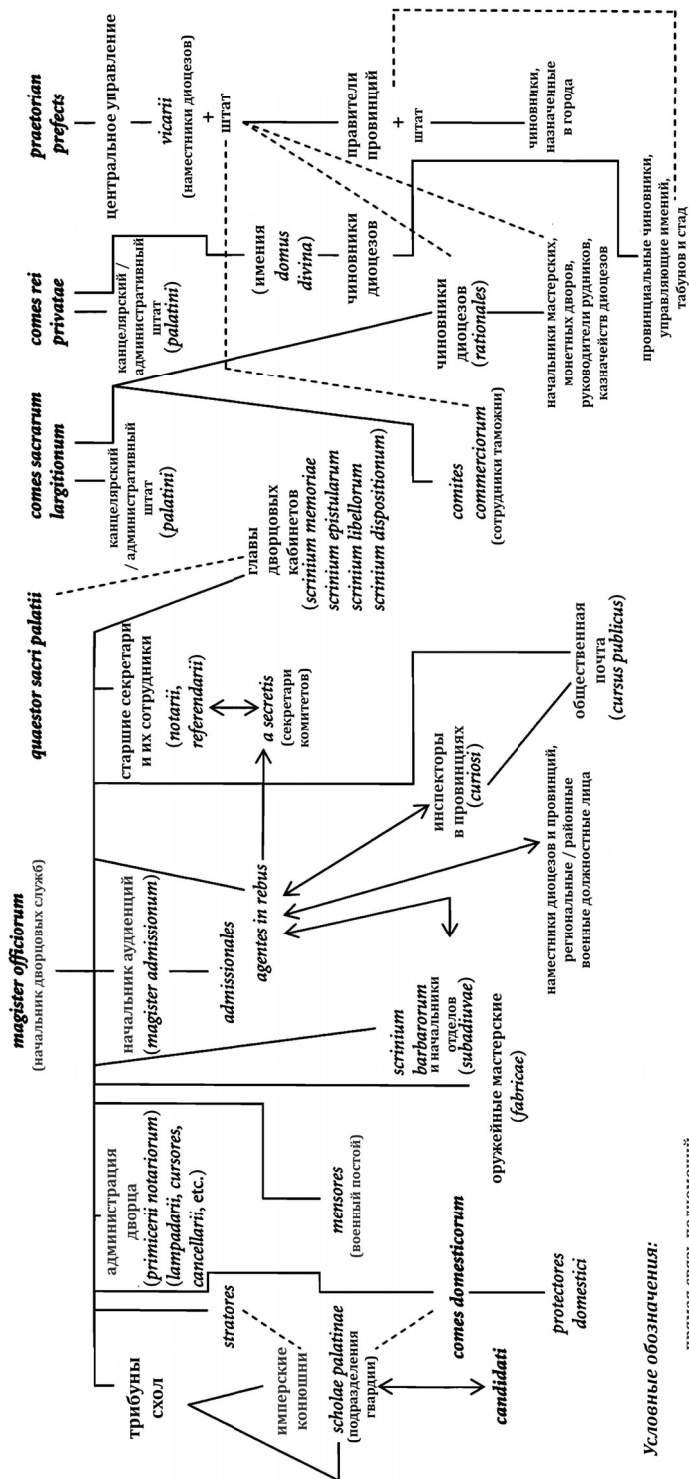 magister officiorum
(начальник дворцовых служб)
quaestor sacri palatii
comes sacrarum
largitionum
comes rei
privatae
praetorian
prefects
трибуны
схол
администрация
дворца
(primicerii notariorum)
(lampadarii, cursores,
cancellarii, etc.)
начальник аудиенций
(magister admissionum)
старшие секретари
и их сотрудники
(notarii,
referendarii)
канцелярский
/ административный
штат
(palatini)
канцелярский /
административный
штат
(palatini)
центральное управление
vicarii
(наместники диоцезов)
+
штат
stratores
admissionales
agentes in rebus
a secretis
(секретари
комитетов)
главы
дворцовых
кабинетов
(scrinium memoriae
scrinium epistularum
scrinium libellorum
scrinium dispositionum)
(имения
domus
divina)
чиновники
диоцезов
имперские
конюшни
scholae palatinae
(подразделения
гвардии)
mensores
(военный постой)
scrinium
barbarorum
и начальники
отделов
(subadiuvae)
инспекторы
в провинциях
(curiosi)
comites
commerciorum
(сотрудники таможни)
чиновники
диоцезов
(rationales)
правители
провинций
+
штат
candidati
comes domesticorum
protectores
domestici
оружейные мастерские
(fabricae)
наместники диоцезов и провинций,
региональные / районные
военные должностные лица
общественная
почта
(cursus publicus)
начальники мастерских,
монетных дворов,
руководители рудников,
казначейств диоцезов
чиновники,
назначенные
в города
провинциальные чиновники,
управляющие имений,
табунов и стад
Условные обозначения: